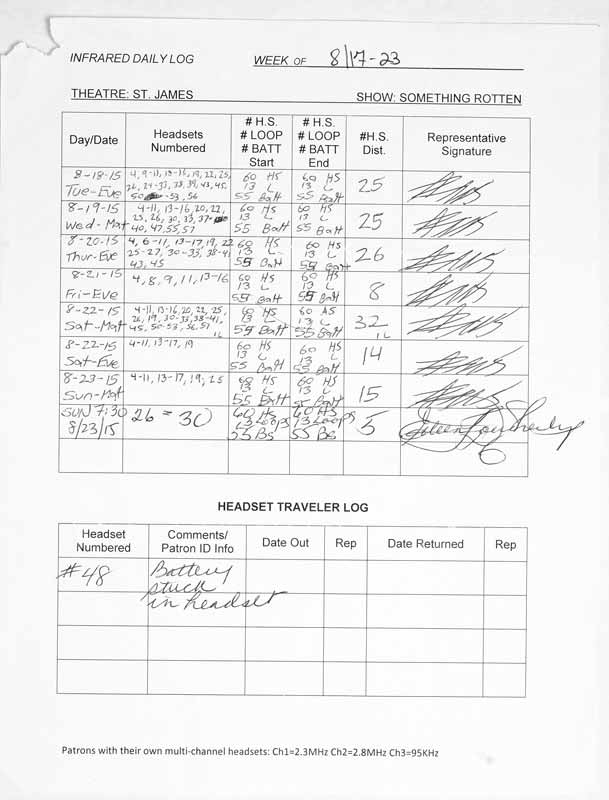 INFRARED DAILY LOG WEEK OF 8/17-23
THEATRE: ST. JAMES SHOW: SOMETHING ROTTEN
Day/Date Headsets Numbered # H.S. # LOOP # BATT Start # H.S. # LOOP # BATT End #H.S. Dist. Representative Signature
8-18-15 4, 9-11, 13-16, 19, 22, 25, 60 HS 60 HS
26, 29-31, 33, 39, 43, 45, 13 L 13 L 25
Tue-Eve 50-53, 56 55 Batt 55 Batt
8-19-15 4-11, 13-16, 20, 22, 60 HS 60 HS
25, 26, 30, 33, 37 13 L 13 L 25
Wed-Mat 40, 47, 55, 57 55 Batt 55 Batt
8-20-15 4, 6-11, 13-17, 19, 22 60 HS 60 HS
25-27, 30-33, 38-41 13 L 13 L 26
Thur-Eve 43, 45 55 Batt 55 Batt
8-21-15 4, 8, 9, 11, 13-16 60 HS 60 HS
13 L 13 L 8
Fri-Eve 55 Batt 55 Batt
8-22-15 4-11, 13-16, 20, 22, 25, 60 HS 60 HS
26, 29, 30-33, 38-41, 13 L 13 L 32
Sat-Mat 45, 50-53, 56, 57 55 Batt 55 Batt
1L 1L
8-22-15 4-11, 13-17, 19 60 HS 60 HS
13 L 13 L 14
Sat-Eve 55 Batt 55 Batt
8-23-15 4-11, 13-17, 19, 25 60 HS 60 HS
13 L 13 L 15
Sun-Mat 55 Batt 55 Batt
SUN 7:30 26 - 30 60 HS 60 HS
8/23/15 13 Loops 13 Loops 5
55 Bs 55 Bs
HEADSET TRAVELER LOG
Headset Numbered Comments/ Patron ID Info Date Out Rep Date Returned Rep
#48 Battery
stuck
in headset
Patrons with their own multi-channel headsets: Ch1=2.3MHz Ch2=2.8MHz Ch3=95KHz